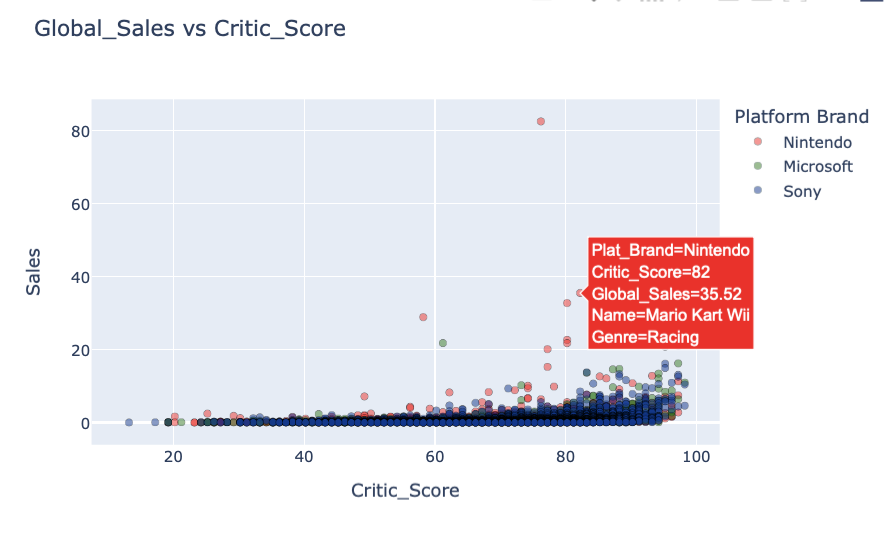 Global_Sales vs Critic_Score
Platform Brand
Nintendo
Microsoft
Sony
80
60
40
20
0
Sales
Plat_Brand=Nintendo
Critic_Score=82
Global_Sales=35.52
Name=Mario Kart Wii
Genre=Racing
20
40
60
80
100
Critic_Score